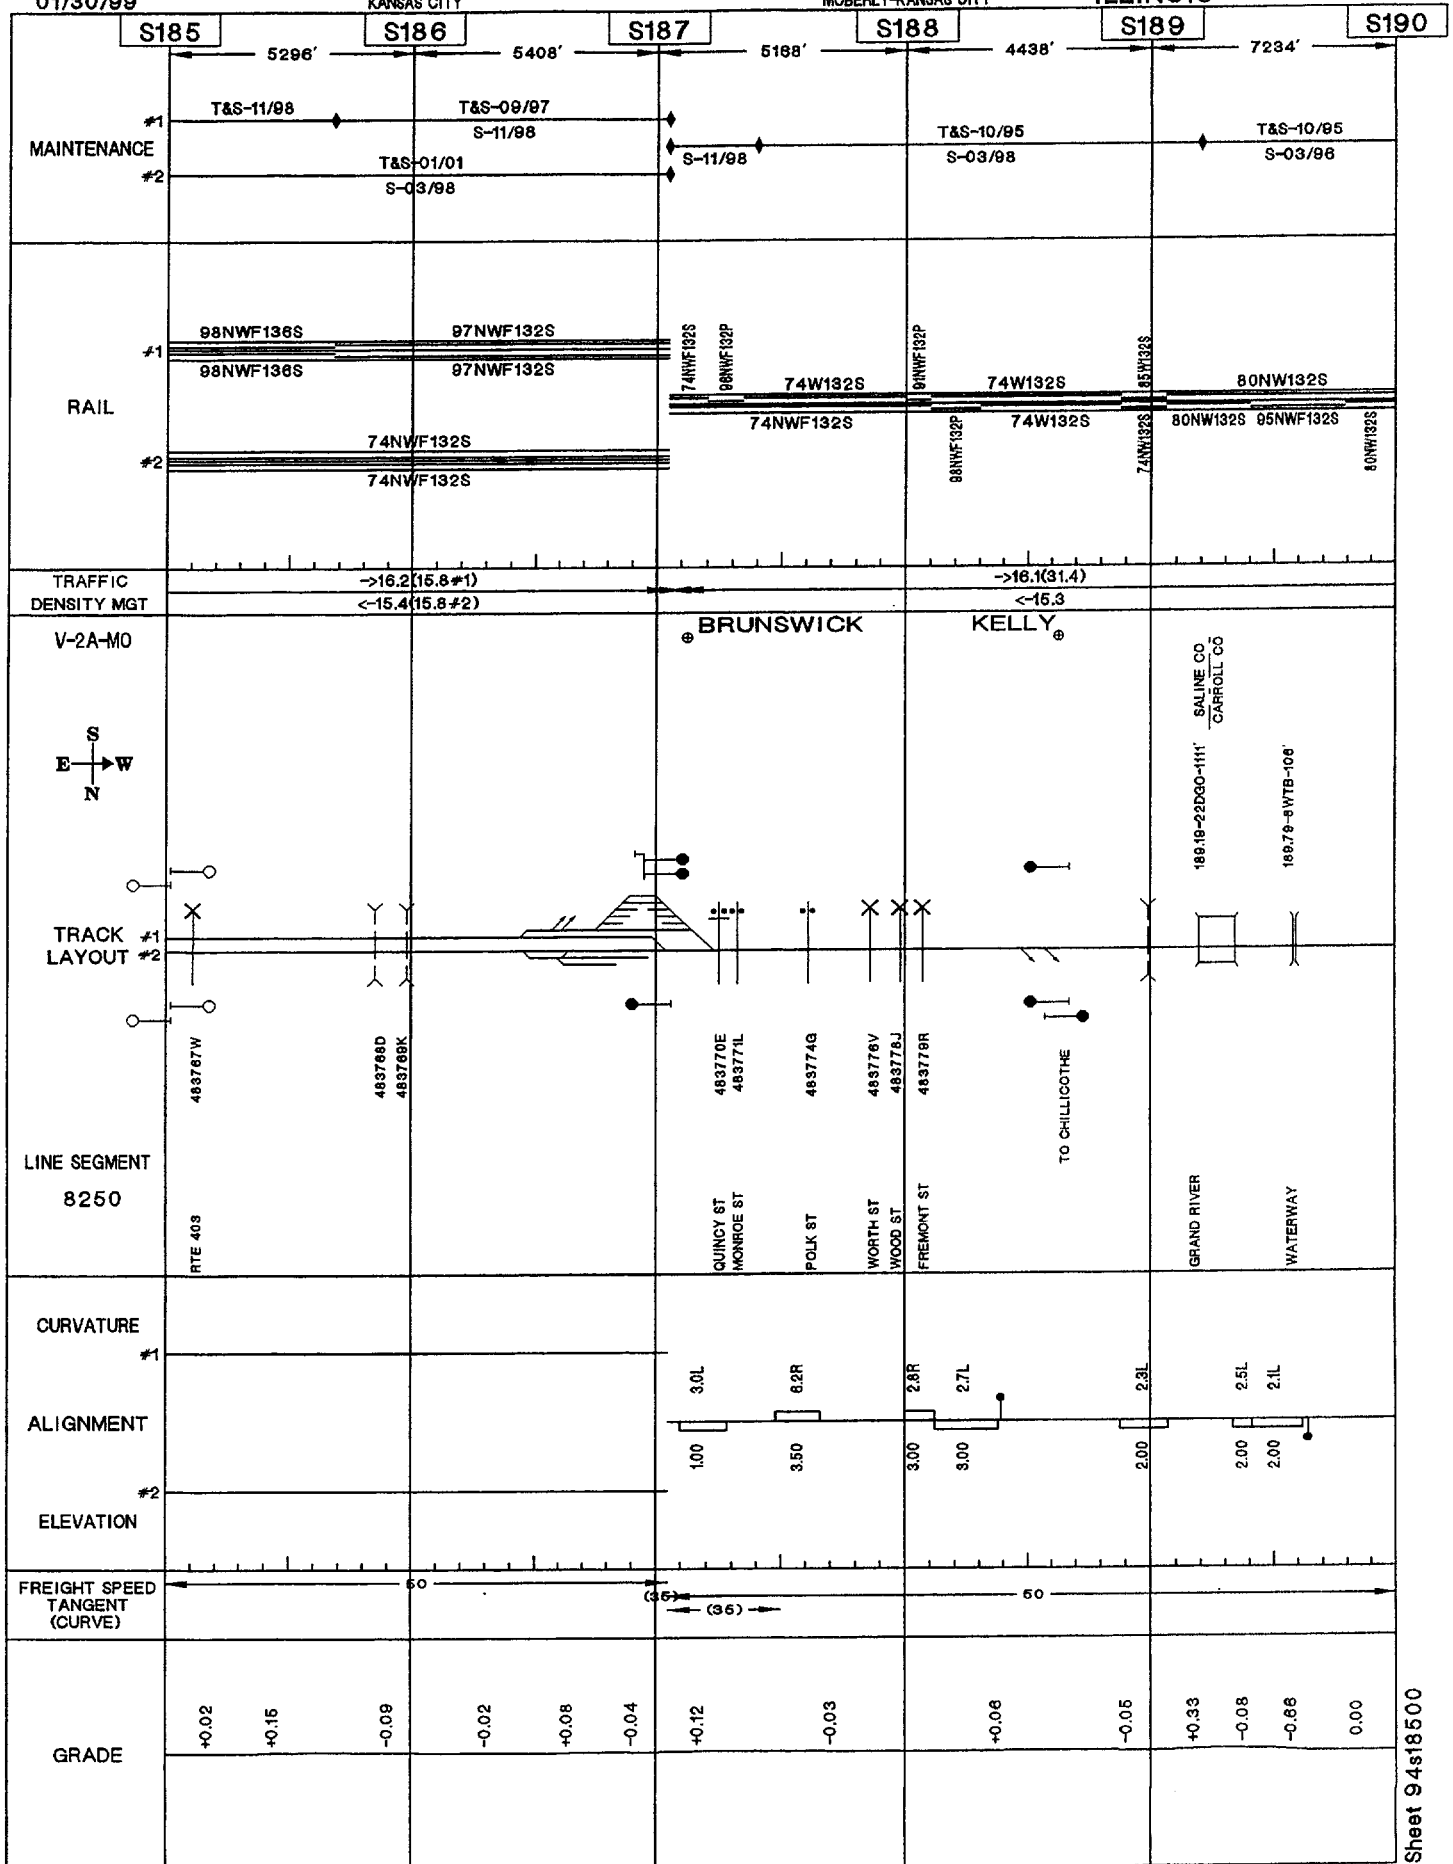 01/30/99
KANSAS CITY
MOBERLY-KANSAS CITY
ILLINOIS
S185 S186 S187 S188 S189 S190
5296' 5408' 5168' 4438' 7234'
MAINTENANCE
#1
T&S-11/98 T&S-09/97
S-11/98
#2
T&S-01/01
S-03/98
S-11/98
T&S-10/95
S-03/98
T&S-10/95
S-03/96
RAIL
#1
98NWF136S 97NWF132S
98NWF136S 97NWF132S
#2
74NWF132S
74NWF132S
74NWF132S
98NWF132P
74W132S
91NWF132P
74W132S
85W132S
80NW132S
74NWF132S
98NWF132P
74W132S
74NW132S
80NW132S
95NWF132S
80NW132S
TRAFFIC
DENSITY MGT
->16.2(15.8#1)
<-15.4(15.8#2)
->16.1(31.4)
<-15.3
V-2A-MO
BRUNSWICK
KELLY
S
E W
N
189.19-22DGO-1111'
SALINE CO
CARROLL CO
189.79-8WTB-106'
TRACK #1
LAYOUT #2
483767W
483768D
483769K
483770E
483771L
483774G
483776V
483778J
483779R
TO CHILLICOTHE
LINE SEGMENT
8250
RTE 403
QUINCY ST
MONROE ST
POLK ST
WORTH ST
WOOD ST
FREMONT ST
GRAND RIVER
WATERWAY
CURVATURE
#1
3.0L 6.2R 2.8R 2.7L 2.3L 2.5L 2.1L
ALIGNMENT
1.00 3.50 3.00 3.00 2.00 2.00 2.00
#2
ELEVATION
FREIGHT SPEED
TANGENT
(CURVE)
50
(35)
(35)
50
GRADE
+0.02 +0.15 -0.09 -0.02 +0.08 -0.04 +0.12 -0.03 +0.06 -0.05 +0.33 -0.08 -0.66 0.00
Sheet 94s18500